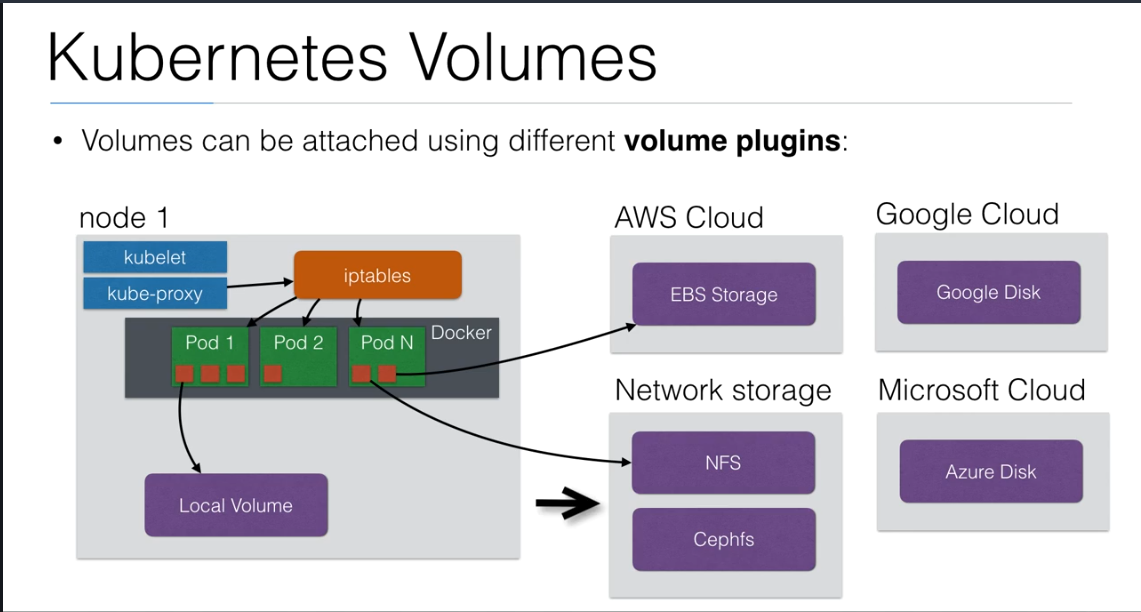 Kubernetes Volumes
• Volumes can be attached using different volume plugins:
node 1
kubelet
kube-proxy
iptables
Docker
Pod 1
Pod 2
Pod N
Local Volume
AWS Cloud
EBS Storage
Google Cloud
Google Disk
Network storage
NFS
Cephfs
Microsoft Cloud
Azure Disk